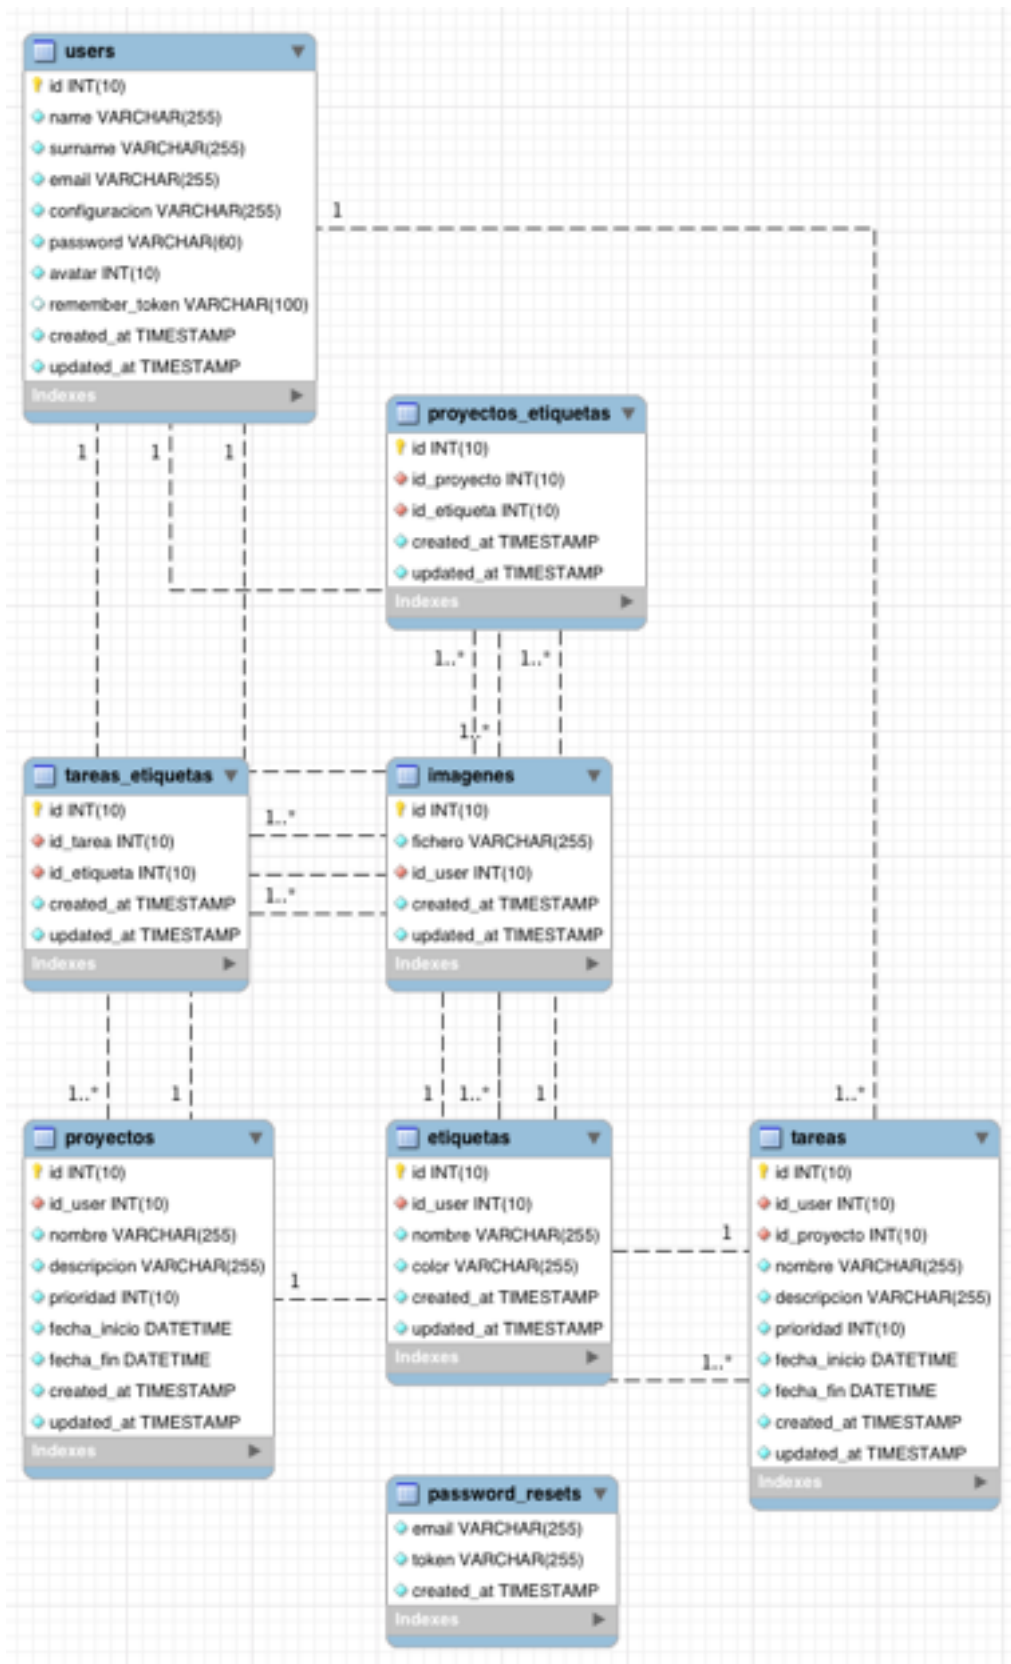 users
id INT(10)
name VARCHAR(255)
surname VARCHAR(255)
email VARCHAR(255)
configuracion VARCHAR(255)
password VARCHAR(60)
avatar INT(10)
remember_token VARCHAR(100)
created_at TIMESTAMP
updated_at TIMESTAMP
Indexes
1
1
1
1
proyectos_etiquetas
id INT(10)
id_proyecto INT(10)
id_etiqueta INT(10)
created_at TIMESTAMP
updated_at TIMESTAMP
Indexes
1..*
1..*
1..*
tareas_etiquetas
id INT(10)
id_tarea INT(10)
id_etiqueta INT(10)
created_at TIMESTAMP
updated_at TIMESTAMP
Indexes
1..*
1..*
imagenes
id INT(10)
fichero VARCHAR(255)
id_user INT(10)
created_at TIMESTAMP
updated_at TIMESTAMP
Indexes
1..*
1
1
1..*
1
1..*
proyectos
id INT(10)
id_user INT(10)
nombre VARCHAR(255)
descripcion VARCHAR(255)
prioridad INT(10)
fecha_inicio DATETIME
fecha_fin DATETIME
created_at TIMESTAMP
updated_at TIMESTAMP
Indexes
1
etiquetas
id INT(10)
id_user INT(10)
nombre VARCHAR(255)
color VARCHAR(255)
created_at TIMESTAMP
updated_at TIMESTAMP
Indexes
1
1..*
tareas
id INT(10)
id_user INT(10)
id_proyecto INT(10)
nombre VARCHAR(255)
descripcion VARCHAR(255)
prioridad INT(10)
fecha_inicio DATETIME
fecha_fin DATETIME
created_at TIMESTAMP
updated_at TIMESTAMP
Indexes
password_resets
email VARCHAR(255)
token VARCHAR(255)
created_at TIMESTAMP
Indexes